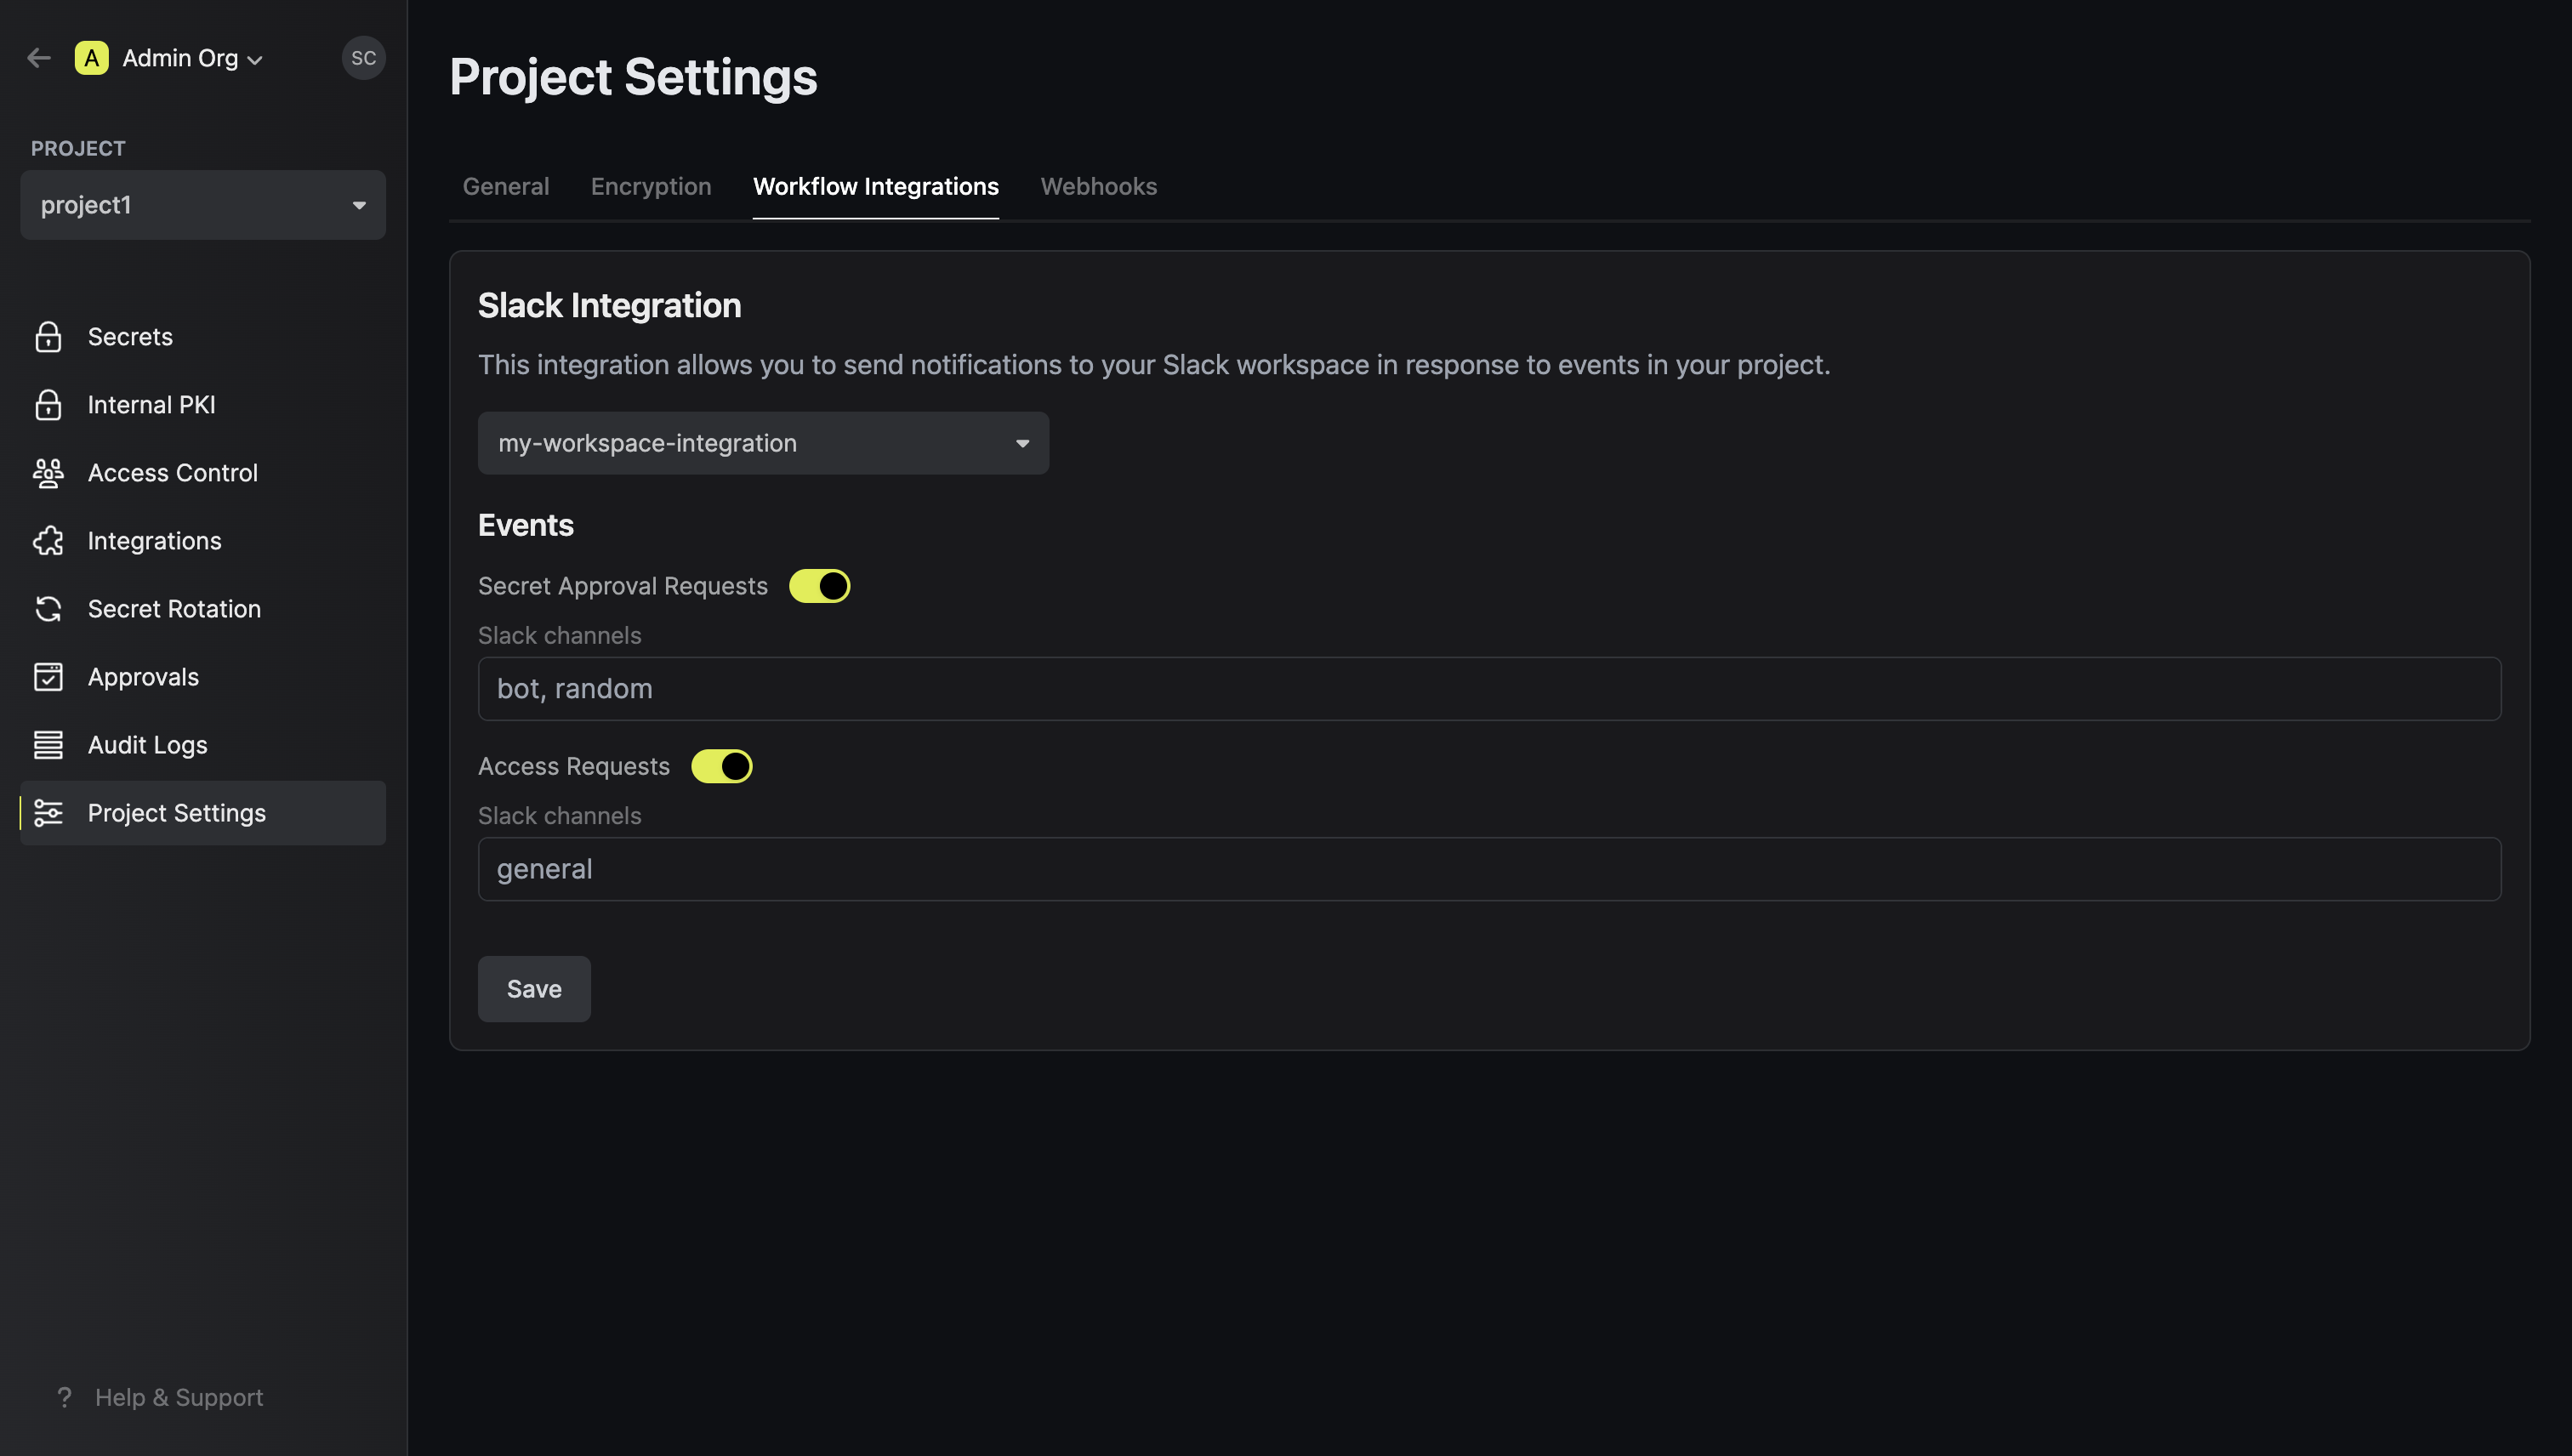 A Admin Org
SC
PROJECT
project1
Secrets
Internal PKI
Access Control
Integrations
Secret Rotation
Approvals
Audit Logs
Project Settings
? Help & Support
Project Settings
General Encryption Workflow Integrations Webhooks
Slack Integration
This integration allows you to send notifications to your Slack workspace in response to events in your project.
my-workspace-integration
Events
Secret Approval Requests
Slack channels
bot, random
Access Requests
Slack channels
general
Save